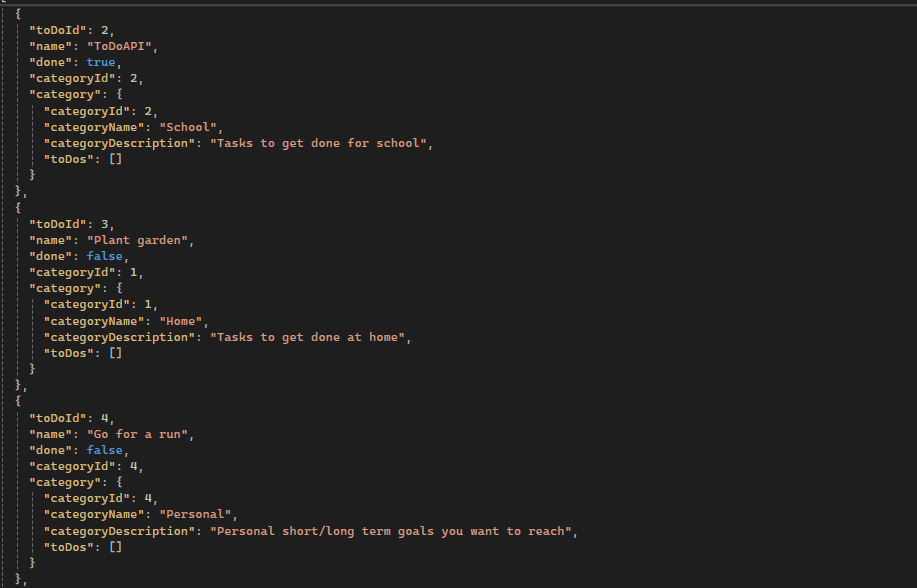 {
"toDoId": 2,
"name": "ToDoAPI",
"done": true,
"categoryId": 2,
"category": {
"categoryId": 2,
"categoryName": "School",
"categoryDescription": "Tasks to get done for school",
"toDos": []
}
},
{
"toDoId": 3,
"name": "Plant garden",
"done": false,
"categoryId": 1,
"category": {
"categoryId": 1,
"categoryName": "Home",
"categoryDescription": "Tasks to get done at home",
"toDos": []
}
},
{
"toDoId": 4,
"name": "Go for a run",
"done": false,
"categoryId": 4,
"category": {
"categoryId": 4,
"categoryName": "Personal",
"categoryDescription": "Personal short/long term goals you want to reach",
"toDos": []
}
},